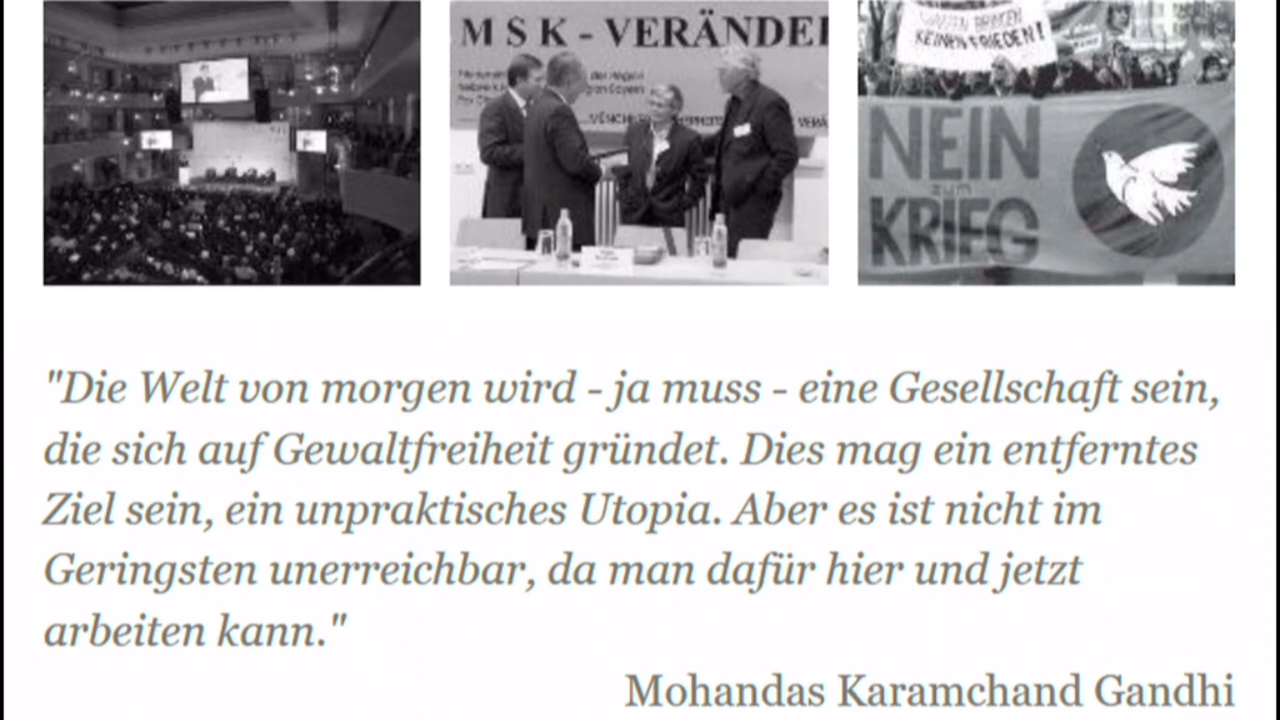 MSK - VERÄNDE
KEINEN FRIEDEN!
NEIN
zum
KRIEG
"Die Welt von morgen wird - ja muss - eine Gesellschaft sein,
die sich auf Gewaltfreiheit gründet. Dies mag ein entferntes
Ziel sein, ein unpraktisches Utopia. Aber es ist nicht im
Geringsten unerreichbar, da man dafür hier und jetzt
arbeiten kann."
Mohandas Karamchand Gandhi